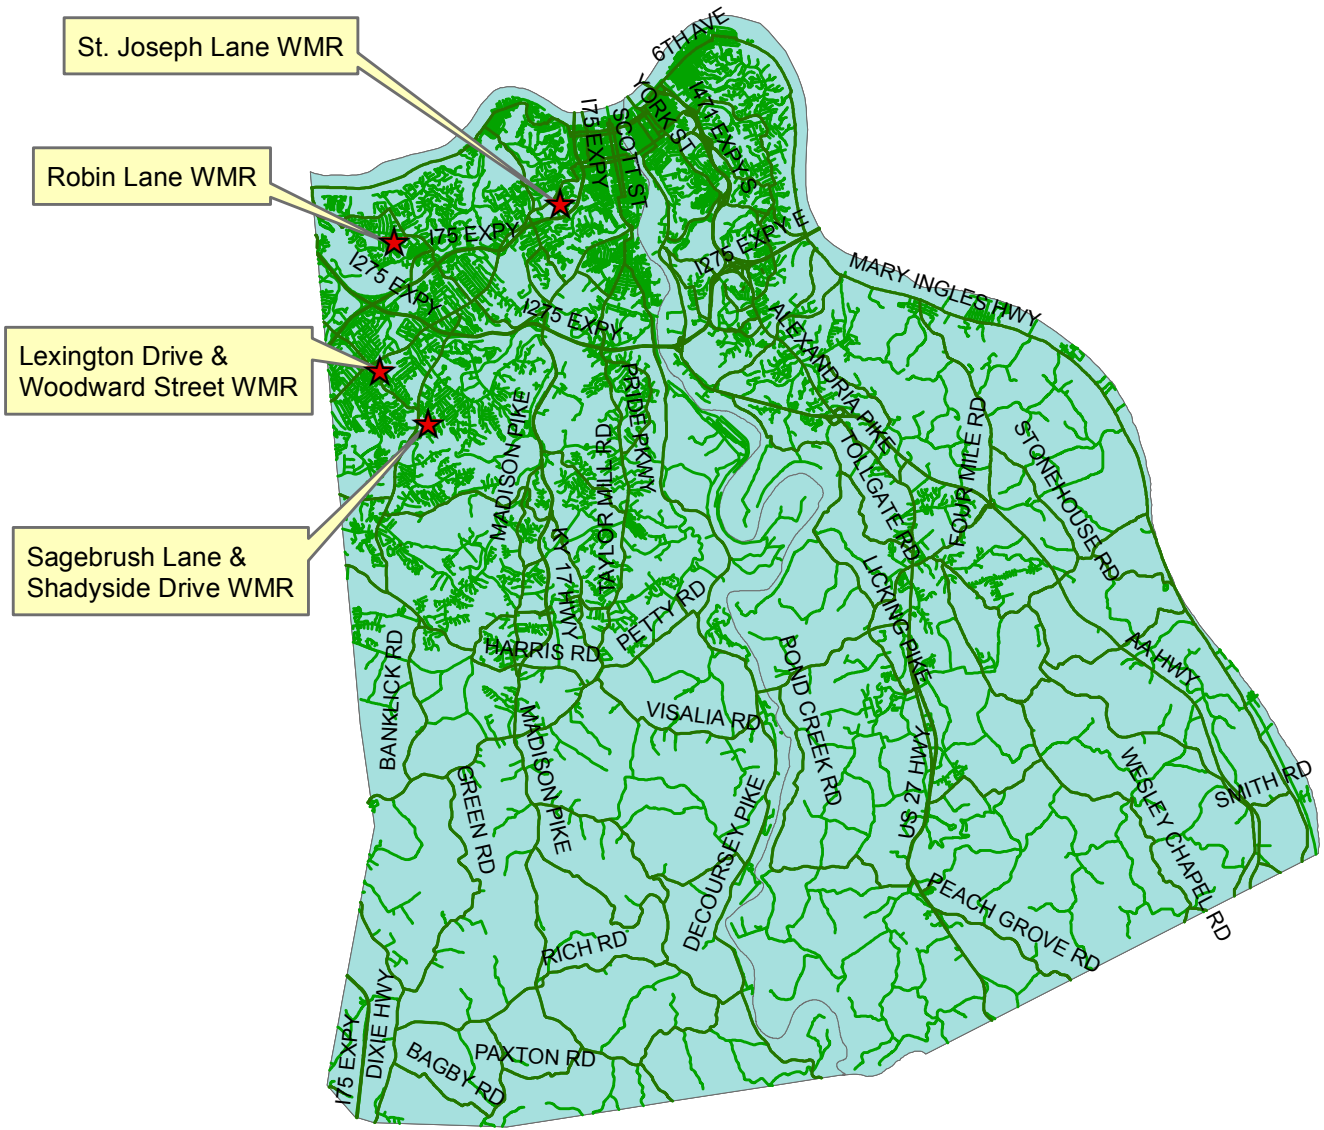 St. Joseph Lane WMR
Robin Lane WMR
Lexington Drive &
Woodward Street WMR
Sagebrush Lane &
Shadyside Drive WMR
6TH AVE
I75 EXPY
SCOTT ST
YORK ST
I471 EXPY S
I75 EXPY
I275 EXPY
I275 EXPY
I275 EXPY E
MARY INGLES HWY
ALEXANDRIA PIKE
PRIDE PKWY
MADISON PIKE
TAYLOR MILL RD
TOLLGATE RD
FOUR MILE RD
STONEHOUSE RD
KY 17 HWY
LICKING PIKE
PETTY RD
HARRIS RD
BANKLICK RD
POND CREEK RD
AA HWY
VISALIA RD
MADISON PIKE
GREEN RD
US 27 HWY
WESLEY CHAPEL RD
SMITH RD
DECOURSEY PIKE
PEACH GROVE RD
RICH RD
DIXIE HWY
I75 EXPY
BAGBY RD
PAXTON RD